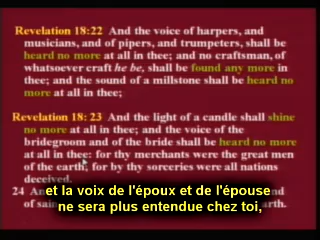 Revelation 18:22 And the voice of harpers, and
musicians, and of pipers, and trumpeters, shall be
heard no more at all in thee; and no craftsman, of
whatsoever craft he be, shall be found any more in
thee; and the sound of a millstone shall be heard no
more at all in thee;
Revelation 18: 23 And the light of a candle shall shine
no more at all in thee; and the voice of the
bridegroom and of the bride shall be heard no more
at all in thee: for thy merchants were the great men
of the earth; for by thy sorceries were all nations
deceived.
et la voix de l'époux et de l'épouse
24
of
ne sera plus entendue chez toi,